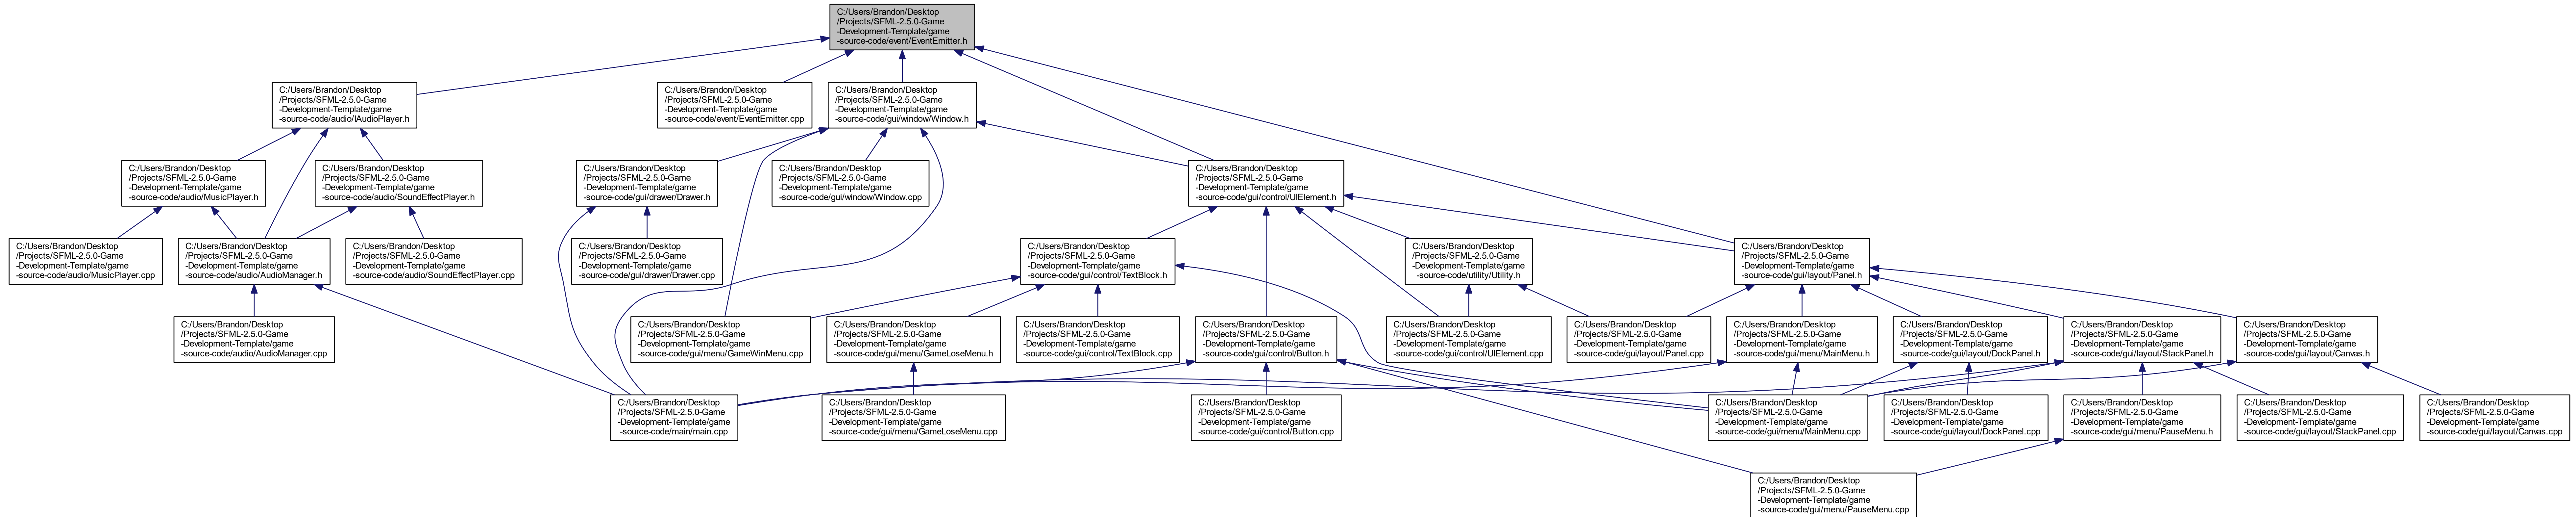 C:/Users/Brandon/Desktop
/Projects/SFML-2.5.0-Game
-Development-Template/game
-source-code/event/EventEmitter.h
C:/Users/Brandon/Desktop
/Projects/SFML-2.5.0-Game
-Development-Template/game
-source-code/audio/IAudioPlayer.h
C:/Users/Brandon/Desktop
/Projects/SFML-2.5.0-Game
-Development-Template/game
-source-code/event/EventEmitter.cpp
C:/Users/Brandon/Desktop
/Projects/SFML-2.5.0-Game
-Development-Template/game
-source-code/gui/window/Window.h
C:/Users/Brandon/Desktop
/Projects/SFML-2.5.0-Game
-Development-Template/game
-source-code/audio/MusicPlayer.h
C:/Users/Brandon/Desktop
/Projects/SFML-2.5.0-Game
-Development-Template/game
-source-code/audio/SoundEffectPlayer.h
C:/Users/Brandon/Desktop
/Projects/SFML-2.5.0-Game
-Development-Template/game
-source-code/gui/drawer/Drawer.h
C:/Users/Brandon/Desktop
/Projects/SFML-2.5.0-Game
-Development-Template/game
-source-code/gui/window/Window.cpp
C:/Users/Brandon/Desktop
/Projects/SFML-2.5.0-Game
-Development-Template/game
-source-code/gui/control/UIElement.h
C:/Users/Brandon/Desktop
/Projects/SFML-2.5.0-Game
-Development-Template/game
-source-code/audio/MusicPlayer.cpp
C:/Users/Brandon/Desktop
/Projects/SFML-2.5.0-Game
-Development-Template/game
-source-code/audio/AudioManager.h
C:/Users/Brandon/Desktop
/Projects/SFML-2.5.0-Game
-Development-Template/game
-source-code/audio/SoundEffectPlayer.cpp
C:/Users/Brandon/Desktop
/Projects/SFML-2.5.0-Game
-Development-Template/game
-source-code/gui/drawer/Drawer.cpp
C:/Users/Brandon/Desktop
/Projects/SFML-2.5.0-Game
-Development-Template/game
-source-code/gui/control/TextBlock.h
C:/Users/Brandon/Desktop
/Projects/SFML-2.5.0-Game
-Development-Template/game
-source-code/utility/Utility.h
C:/Users/Brandon/Desktop
/Projects/SFML-2.5.0-Game
-Development-Template/game
-source-code/gui/layout/Panel.h
C:/Users/Brandon/Desktop
/Projects/SFML-2.5.0-Game
-Development-Template/game
-source-code/audio/AudioManager.cpp
C:/Users/Brandon/Desktop
/Projects/SFML-2.5.0-Game
-Development-Template/game
-source-code/gui/menu/GameWinMenu.cpp
C:/Users/Brandon/Desktop
/Projects/SFML-2.5.0-Game
-Development-Template/game
-source-code/gui/menu/GameLoseMenu.h
C:/Users/Brandon/Desktop
/Projects/SFML-2.5.0-Game
-Development-Template/game
-source-code/gui/control/TextBlock.cpp
C:/Users/Brandon/Desktop
/Projects/SFML-2.5.0-Game
-Development-Template/game
-source-code/gui/control/Button.h
C:/Users/Brandon/Desktop
/Projects/SFML-2.5.0-Game
-Development-Template/game
-source-code/gui/control/UIElement.cpp
C:/Users/Brandon/Desktop
/Projects/SFML-2.5.0-Game
-Development-Template/game
-source-code/gui/layout/Panel.cpp
C:/Users/Brandon/Desktop
/Projects/SFML-2.5.0-Game
-Development-Template/game
-source-code/gui/menu/MainMenu.h
C:/Users/Brandon/Desktop
/Projects/SFML-2.5.0-Game
-Development-Template/game
-source-code/gui/layout/DockPanel.h
C:/Users/Brandon/Desktop
/Projects/SFML-2.5.0-Game
-Development-Template/game
-source-code/gui/layout/StackPanel.h
C:/Users/Brandon/Desktop
/Projects/SFML-2.5.0-Game
-Development-Template/game
-source-code/gui/layout/Canvas.h
C:/Users/Brandon/Desktop
/Projects/SFML-2.5.0-Game
-Development-Template/game
-source-code/main/main.cpp
C:/Users/Brandon/Desktop
/Projects/SFML-2.5.0-Game
-Development-Template/game
-source-code/gui/menu/GameLoseMenu.cpp
C:/Users/Brandon/Desktop
/Projects/SFML-2.5.0-Game
-Development-Template/game
-source-code/gui/control/Button.cpp
C:/Users/Brandon/Desktop
/Projects/SFML-2.5.0-Game
-Development-Template/game
-source-code/gui/menu/MainMenu.cpp
C:/Users/Brandon/Desktop
/Projects/SFML-2.5.0-Game
-Development-Template/game
-source-code/gui/layout/DockPanel.cpp
C:/Users/Brandon/Desktop
/Projects/SFML-2.5.0-Game
-Development-Template/game
-source-code/gui/menu/PauseMenu.h
C:/Users/Brandon/Desktop
/Projects/SFML-2.5.0-Game
-Development-Template/game
-source-code/gui/layout/StackPanel.cpp
C:/Users/Brandon/Desktop
/Projects/SFML-2.5.0-Game
-Development-Template/game
-source-code/gui/layout/Canvas.cpp
C:/Users/Brandon/Desktop
/Projects/SFML-2.5.0-Game
-Development-Template/game
-source-code/gui/menu/PauseMenu.cpp